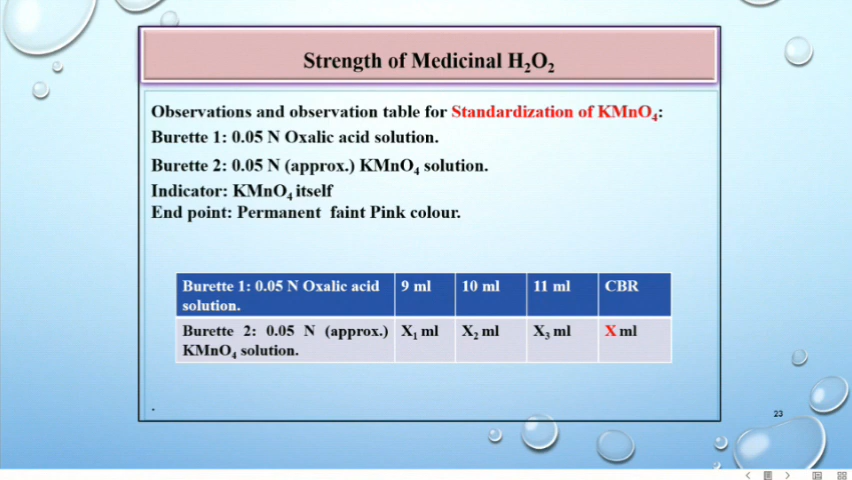 Strength of Medicinal H₂O₂
Observations and observation table for Standardization of KMnO₄:
Burette 1: 0.05 N Oxalic acid solution.
Burette 2: 0.05 N (approx.) KMnO₄ solution.
Indicator: KMnO₄ itself
End point: Permanent faint Pink colour.
Burette 1: 0.05 N Oxalic acid solution. 9 ml 10 ml 11 ml CBR
Burette 2: 0.05 N (approx.) KMnO₄ solution. X₁ ml X₂ ml X₃ ml X ml
.
23